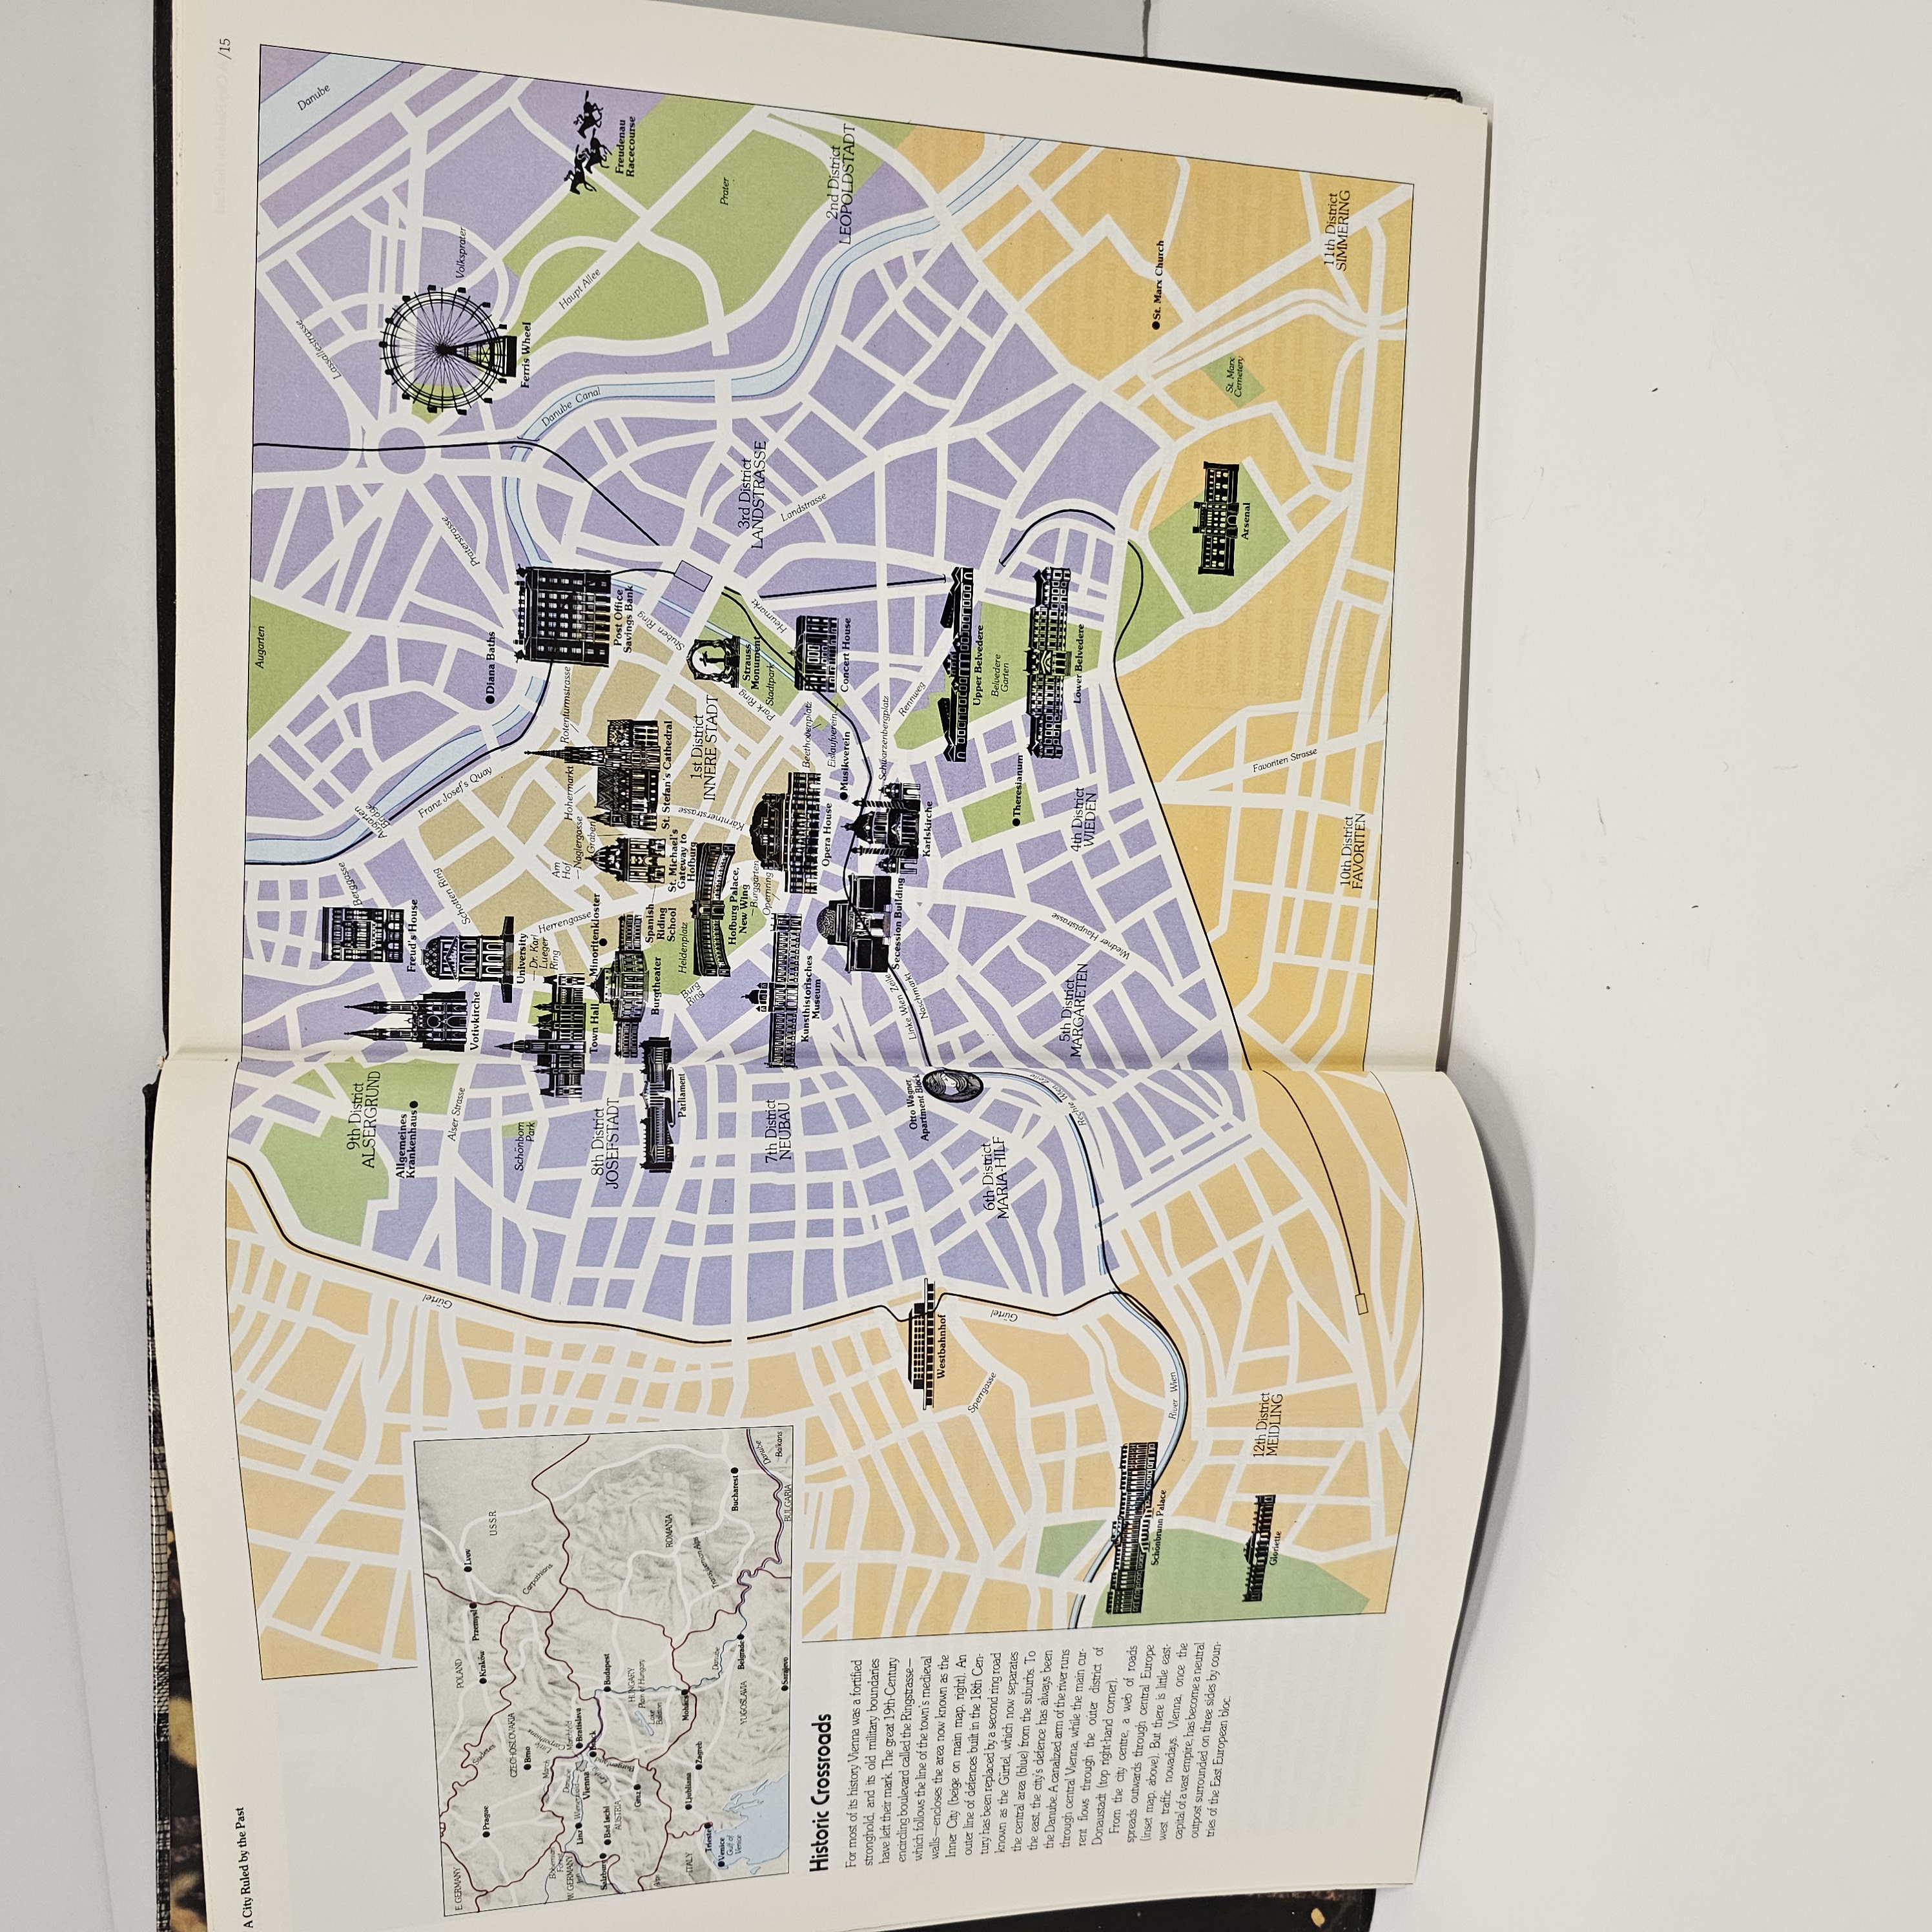 A City Ruled by the Past
/15
E. GERMANY
POLAND
Przemysl
Lvov
Prague
Kraków
Sudetes
U.S.S.R.
CZECHOSLOVAKIA
Brno
Carpathians
Little
Carpathians
March
Bohemian
Forest
W. GERMANY
Inn
Danube
Marchfeld
Linz
Wienerwald
Bratislava
Vienna
Bruck
Salzburg
Bad Ischl
Budapest
AUSTRIA
HUNGARY
Graz
Plain of Hungary
Lake
Balaton
ROMANIA
ITALY
Ljubljana
Mohács
Zagreb
Transylvanian Alps
Trieste
Venice
Gulf of
Venice
Danube
YUGOSLAVIA
Belgrade
Bucharest
Danube
Balkans
Sarajevo
BULGARIA
Historic Crossroads
For most of its history Vienna was a fortified
stronghold, and its old military boundaries
have left their mark. The great 19th-Century
encircling boulevard called the Ringstrasse—
which follows the line of the town's medieval
walls—encloses the area now known as the
Inner City (beige on main map, right). An
outer line of defences built in the 18th Cen-
tury has been replaced by a second ring road
known as the Gürtel, which now separates
the central area (blue) from the suburbs. To
the east, the city's defence has always been
the Danube. A canalized arm of the river runs
through central Vienna, while the main cur-
rent flows through the outer district of
Donaustadt (top right-hand corner).
From the city centre, a web of roads
spreads outwards through central Europe
(inset map, above). But there is little east-
west traffic nowadays. Vienna, once the
capital of a vast empire, has become a neutral
outpost surrounded on three sides by coun-
tries of the East European bloc.
Augarten
Danube
Lassallestrasse
9th District
ALSERGRUND
Berggasse
Augarten
Bridge
Allgemeines
Krankenhaus
Freud's House
Gürtel
Alser Strasse
Votivkirche
Schotten Ring
Franz Josef's Quay
Praterstrasse
Volksprater
Diana Baths
Ferris Wheel
Schönborn
Park
University
Dr. Karl
Lueger
Ring
Herrengasse
Am
Hof
Naglergasse
Graben
Hohermarkt
Rotenturmstrasse
Danube Canal
Haupt Allee
8th District
JOSEFSTADT
Town Hall
Minoritenkloster
Post Office
Savings Bank
Freudenau
Racecourse
Burgtheater
Spanish
Riding
School
St. Michael's
Gateway to
Hofburg
St. Stefan's Cathedral
Stuben Ring
Parliament
Burg
Ring
Heldenplatz
Kärntnerstrasse
1st District
INNERE STADT
Prater
Hofburg Palace,
New Wing
Burggarten
Opernring
Park Ring
Strauss
Monument
Stadtpark
Heumarkt
3rd District
LANDSTRASSE
Landstrasse
7th District
NEUBAU
Kunsthistorisches
Museum
Opera House
Beethovenplatz
Eislaufverein
Musikverein
Concert House
2nd District
LEOPOLDSTADT
Secession Building
Schwarzenbergplatz
Linke Wien Zeile
Naschmarkt
Karlskirche
Rennweg
Otto Wagner
Apartment Block
Westbahnhof
Sperrgasse
Gürtel
6th District
MARIA-HILF
Upper Belvedere
Belvedere
Garten
Theresianum
Rechte Wien Zeile
5th District
MARGARETEN
Wiedner Hauptstrasse
4th District
WIEDEN
Lower Belvedere
Schönbrunn Palace
River Wien
St. Marx Church
St. Marx
Cemetery
Arsenal
Gloriette
12th District
MEIDLING
Favoriten Strasse
10th District
FAVORITEN
11th District
SIMMERING